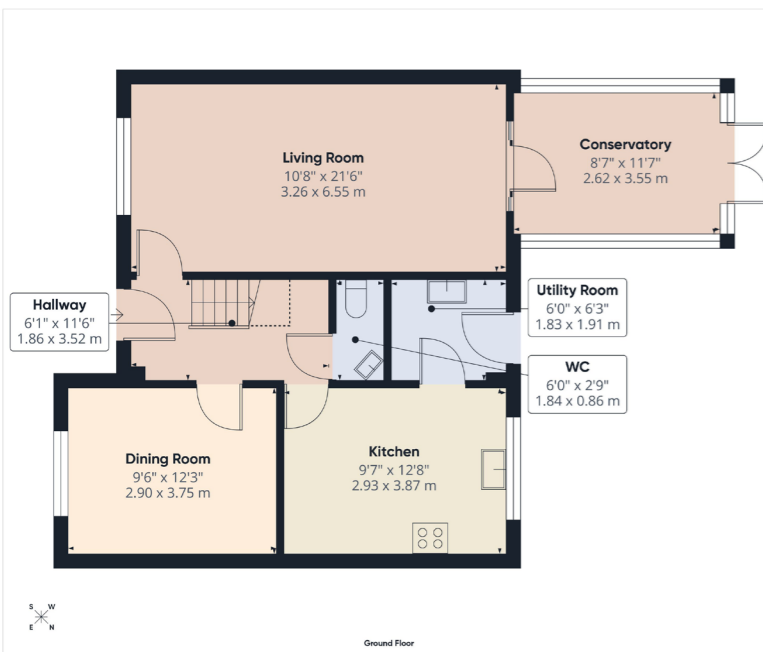 Living Room
10'8" x 21'6"
3.26 x 6.55 m
Conservatory
8'7" x 11'7"
2.62 x 3.55 m
Hallway
6'1" x 11'6"
1.86 x 3.52 m
Utility Room
6'0" x 6'3"
1.83 x 1.91 m
WC
6'0" x 2'9"
1.84 x 0.86 m
Dining Room
9'6" x 12'3"
2.90 x 3.75 m
Kitchen
9'7" x 12'8"
2.93 x 3.87 m
S W
E N
Ground Floor